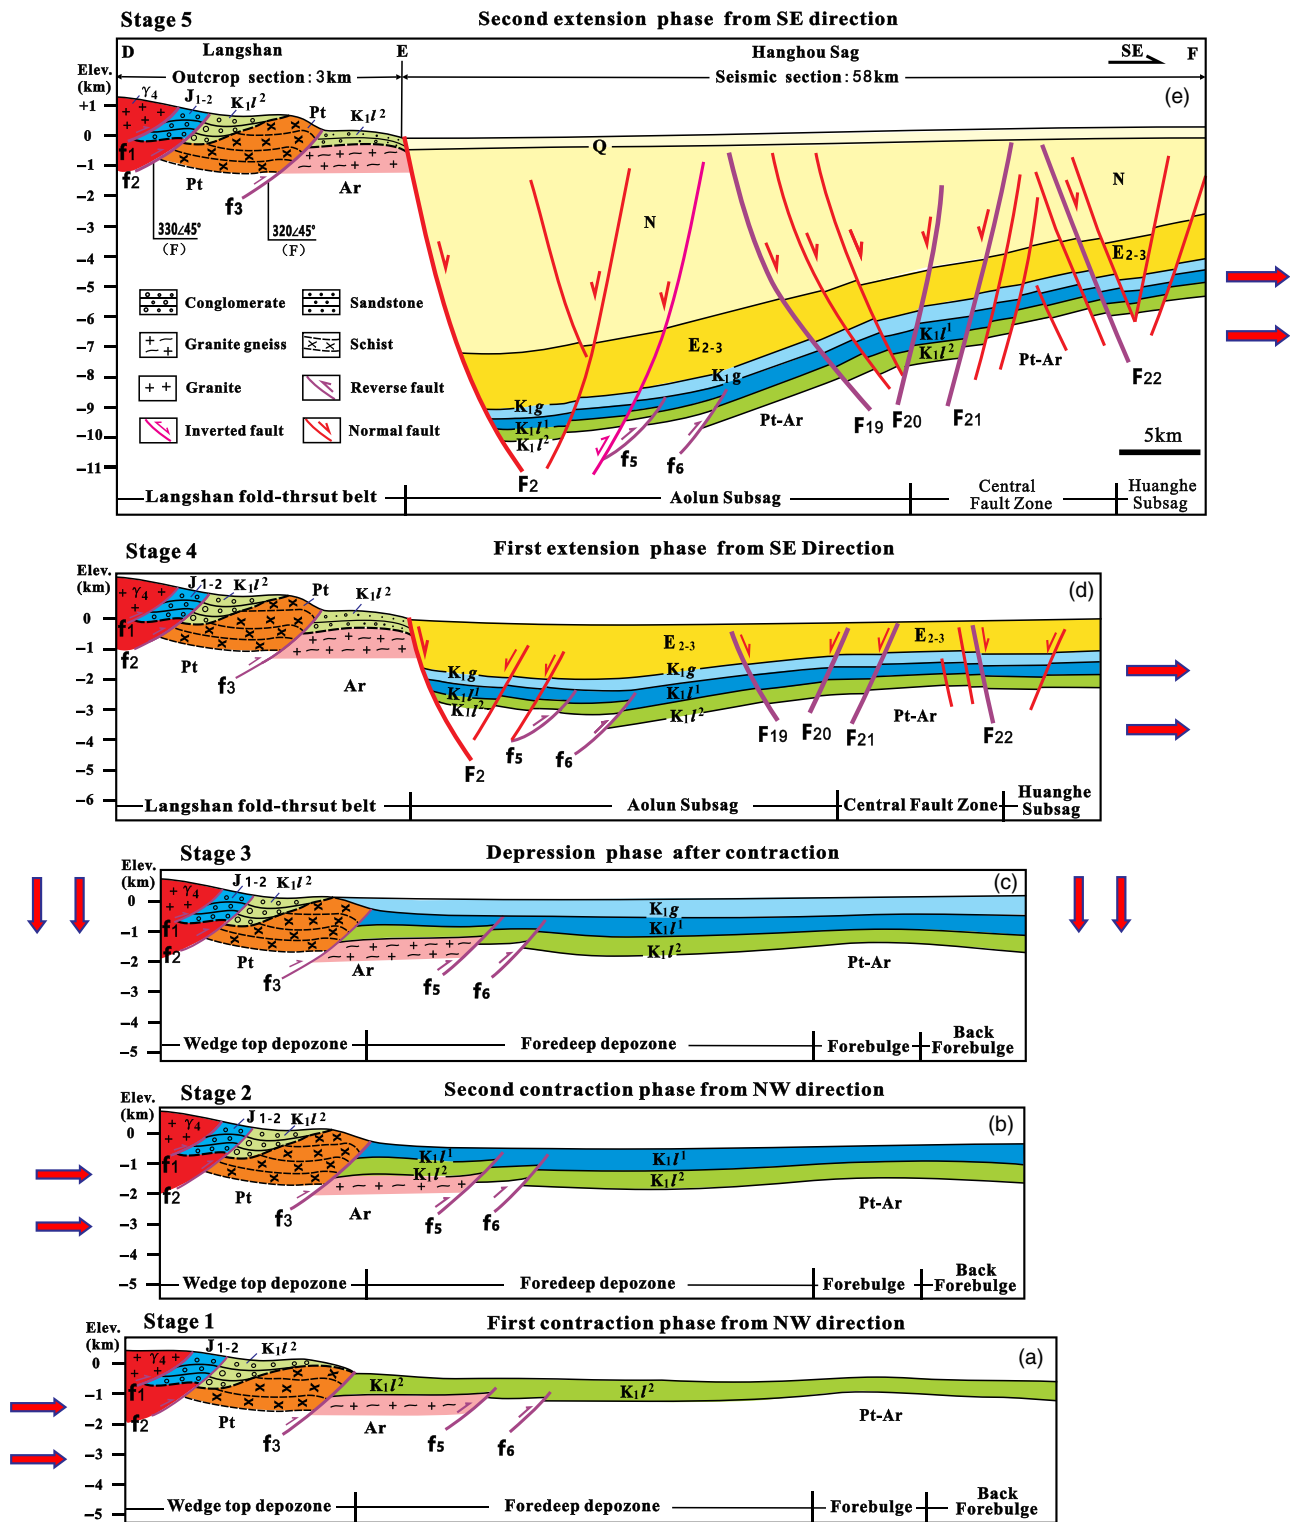 Stage 5
Second extension phase from SE direction
D
Langshan
E
Hanghou Sag
SE
F
Elev.
(km)
Outcrop section: 3km
Seismic section: 58km
(e)
+1
0
−1
−2
−3
−4
−5
−6
−7
−8
−9
−10
−11
γ4
J1-2
K1l2
Pt
K1l2
f1
f2
Pt
f3
Ar
330∠45°
(F)
320∠45°
(F)
Q
N
N
E2-3
E2-3
K1g
K1l1
K1l2
K1g
K1l1
K1l2
Pt-Ar
Pt-Ar
F2
f5
f6
F19
F20
F21
F22
Conglomerate
Sandstone
Granite gneiss
Schist
Granite
Reverse fault
Inverted fault
Normal fault
5km
Langshan fold-thrsut belt
Aolun Subsag
Central
Fault Zone
Huanghe
Subsag
Stage 4
First extension phase from SE Direction
Elev.
(km)
(d)
0
−1
−2
−3
−4
−5
−6
γ4
J1-2
K1l2
Pt
K1l2
f1
f2
Pt
f3
Ar
E2-3
E2-3
K1g
K1l1
K1l2
K1g
K1l1
K1l2
Pt-Ar
F2
f5
f6
F19
F20
F21
F22
Langshan fold-thrsut belt
Aolun Subsag
Central Fault Zone
Huanghe
Subsag
Stage 3
Depression phase after contraction
Elev.
(km)
(c)
0
−1
−2
−3
−4
−5
γ4
J1-2
K1l2
f1
f2
Pt
f3
Ar
f5
f6
K1g
K1l1
K1l2
Pt-Ar
Wedge top depozone
Foredeep depozone
Forebulge
Back
Forebulge
Stage 2
Second contraction phase from NW direction
Elev.
(km)
(b)
0
−1
−2
−3
−4
−5
γ4
J1-2
K1l2
f1
f2
Pt
f3
Ar
K1l1
K1l2
f5
f6
K1l1
K1l2
Pt-Ar
Wedge top depozone
Foredeep depozone
Forebulge
Back
Forebulge
Stage 1
First contraction phase from NW direction
Elev.
(km)
(a)
0
−1
−2
−3
−4
−5
γ4
J1-2
K1l2
f1
f2
Pt
f3
Ar
K1l2
f5
f6
K1l2
Pt-Ar
Wedge top depozone
Foredeep depozone
Forebulge
Back
Forebulge